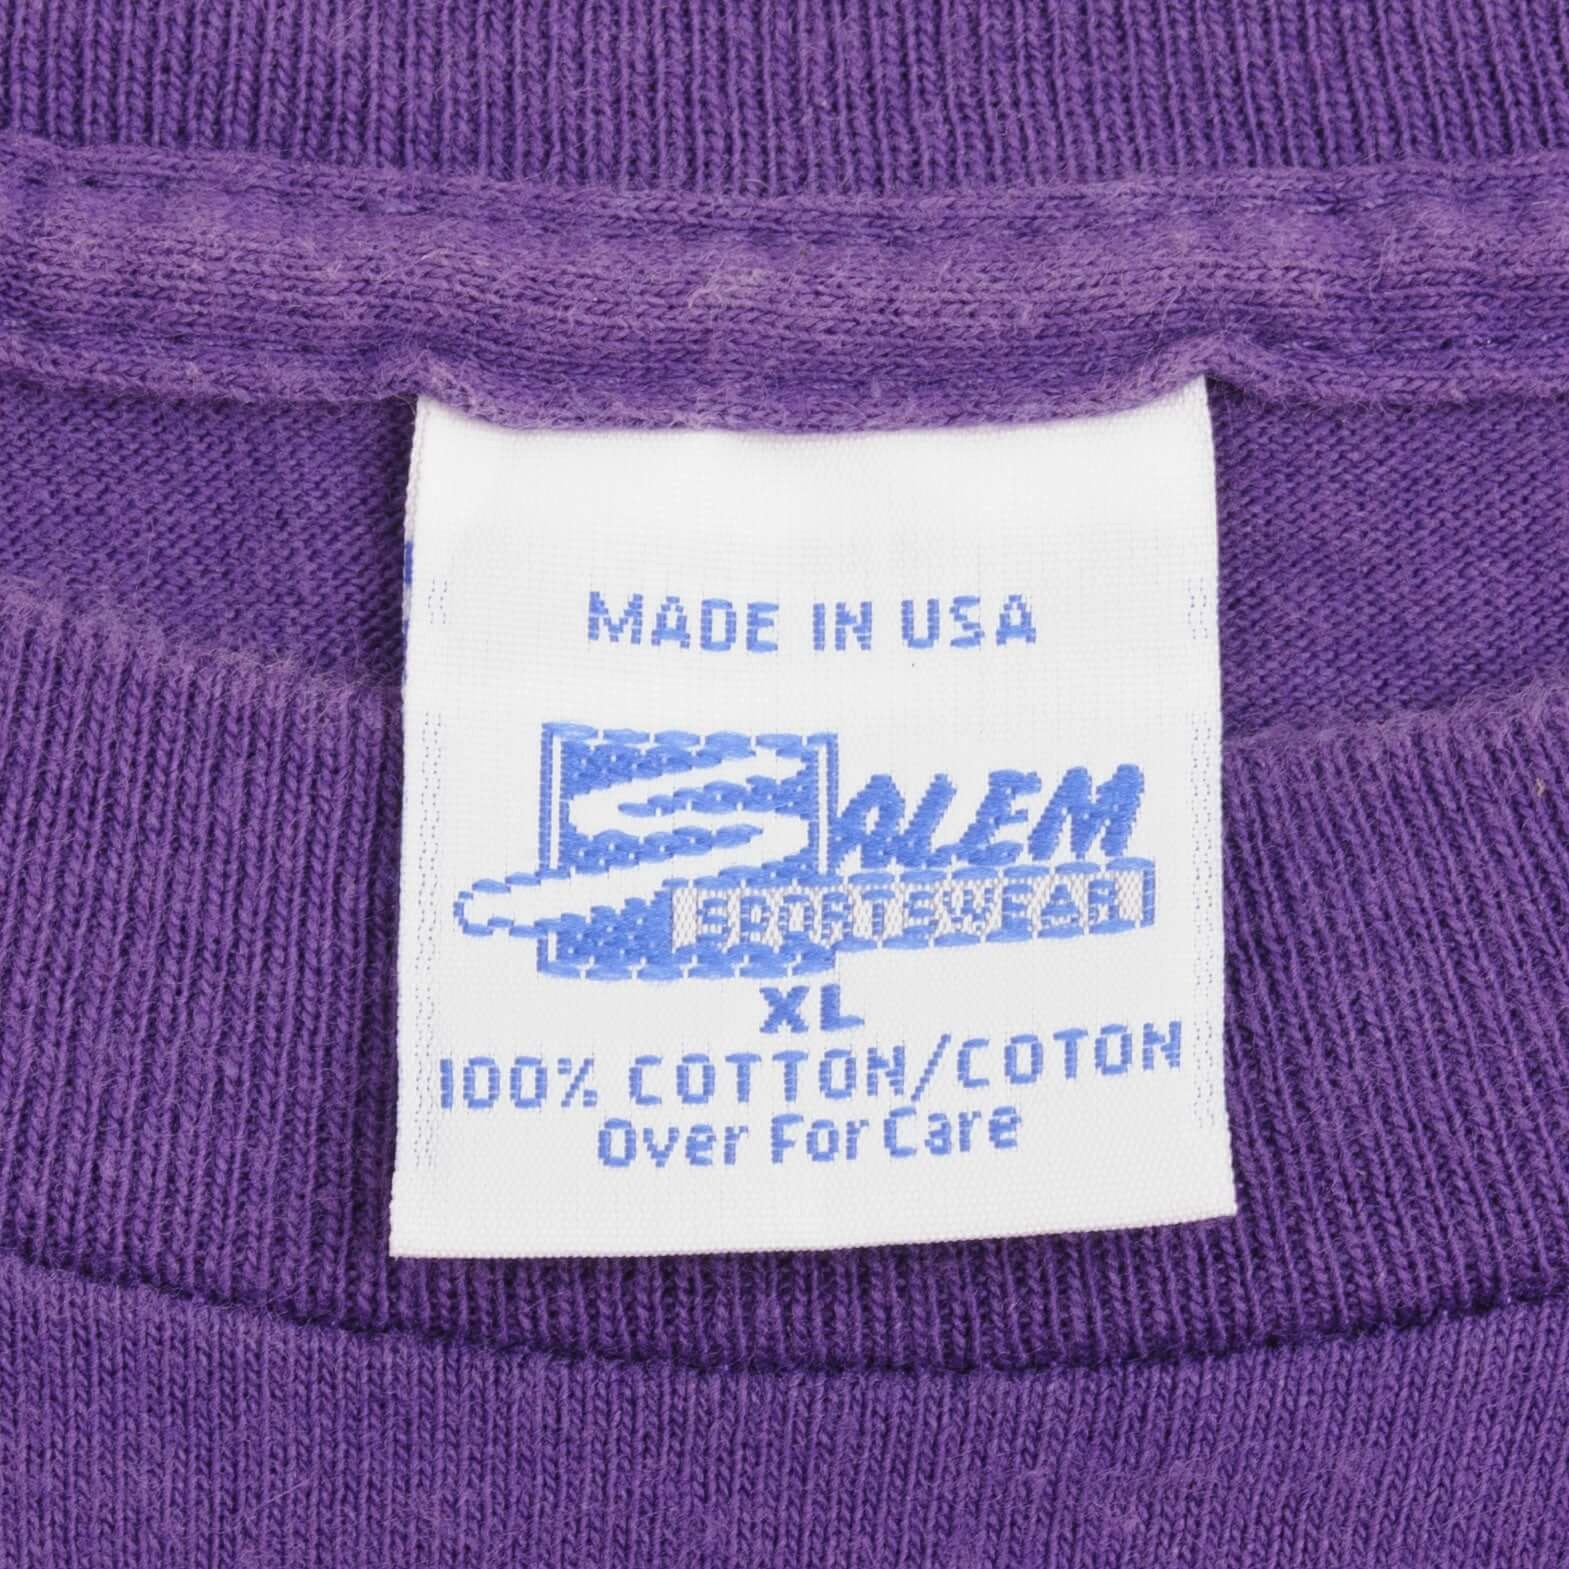 MADE IN USA
SALEM
SPORTSWEAR
XL
100% COTTON/COTON
Over For Care